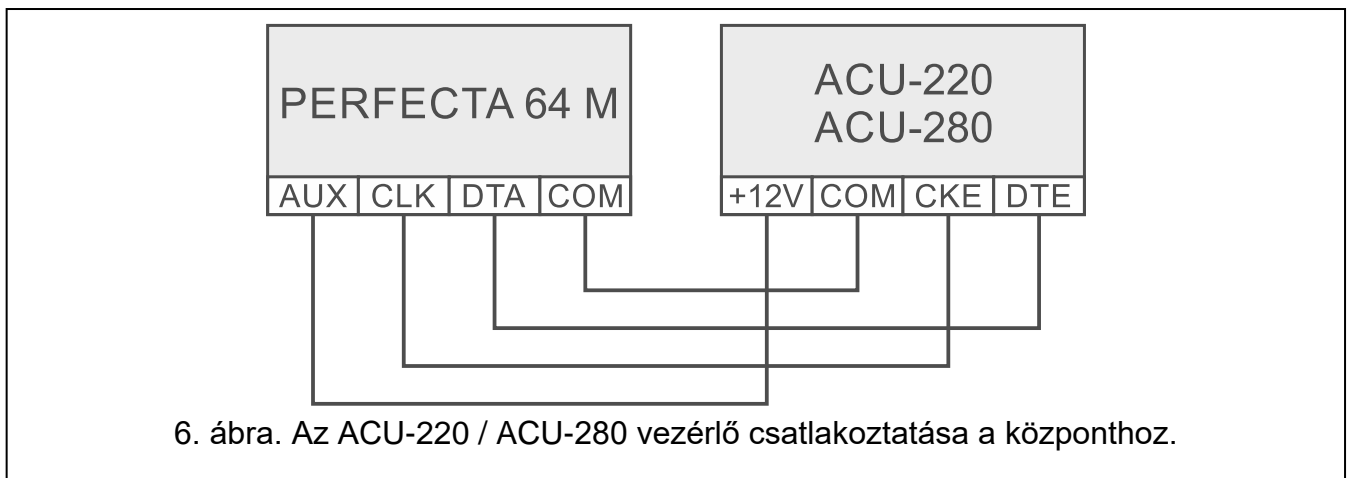 PERFECTA 64 M
AUX CLK DTA COM
ACU-220
ACU-280
+12V COM CKE DTE
6. ábra. Az ACU-220 / ACU-280 vezérlő csatlakoztatása a központhoz.